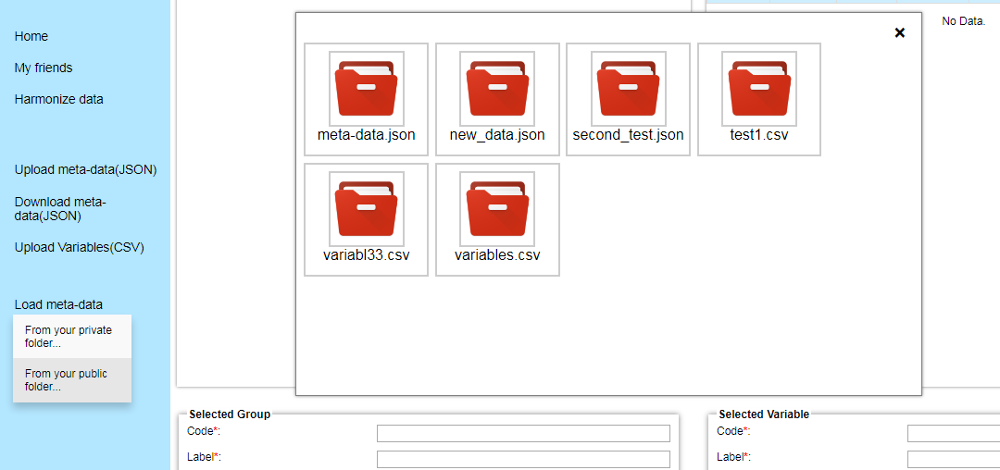 Home
My friends
Harmonize data
Upload meta-data(JSON)
Download meta-
data(JSON)
Upload Variables(CSV)
Load meta-data
From your private
folder...
From your public
folder...
×
No Data.
meta-data.json
new_data.json
second_test.json
test1.csv
variabl33.csv
variables.csv
Selected Group
Code*:
Label*:
Selected Variable
Code*:
Label*: